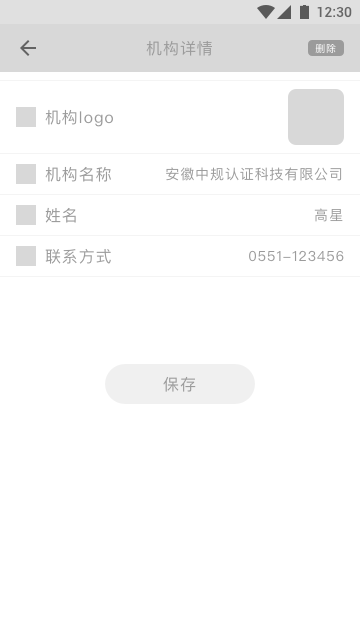 12:30
机构详情
删除
机构logo
机构名称 安徽中规认证科技有限公司
姓名 高星
联系方式 0551-123456
保存